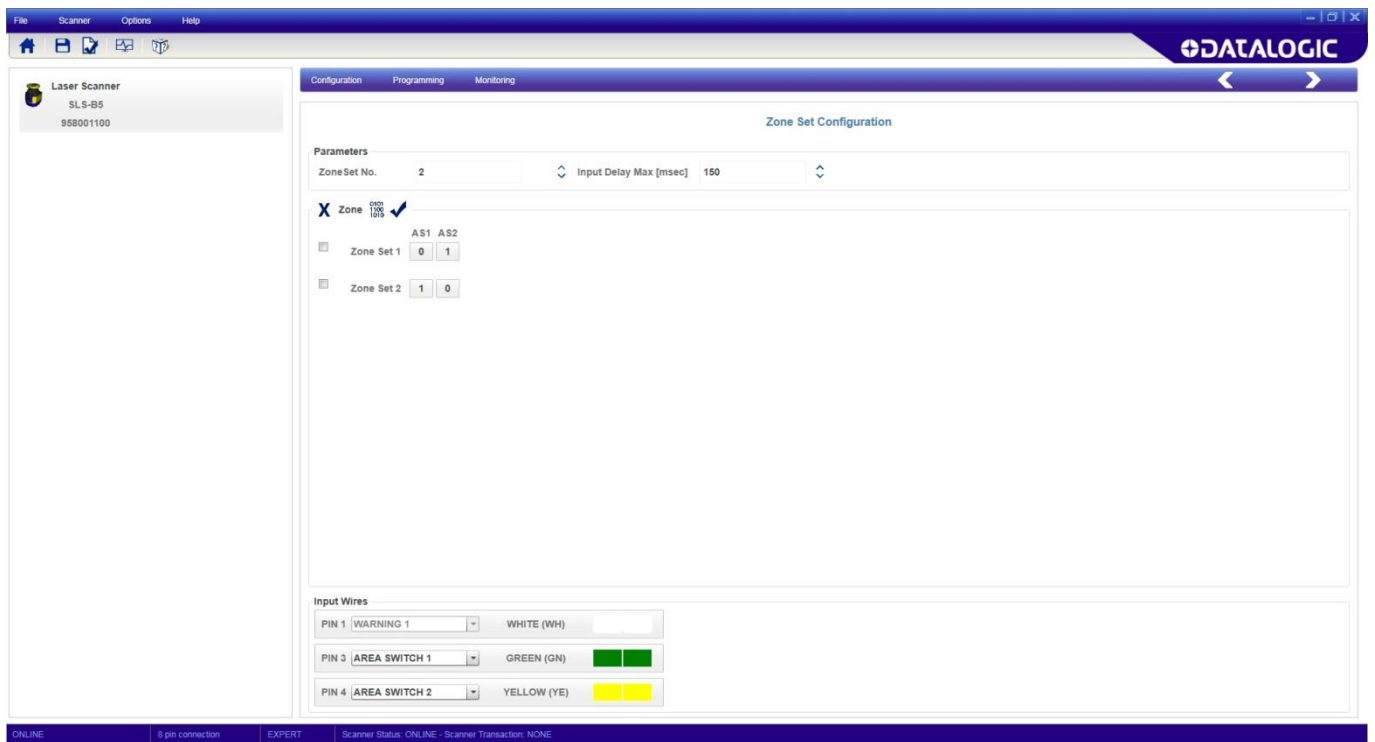 File Scanner Options Help
DATALOGIC
Laser Scanner
SLS-B5
958001100
Configuration Programming Monitoring
Zone Set Configuration
Parameters
ZoneSet No. 2 Input Delay Max [msec] 150
X Zone 0101 1100 1015
AS1 AS2
Zone Set 1 0 1
Zone Set 2 1 0
Input Wires
PIN 1 WARNING 1 WHITE (WH)
PIN 3 AREA SWITCH 1 GREEN (GN)
PIN 4 AREA SWITCH 2 YELLOW (YE)
ONLINE 8 pin connection EXPERT Scanner Status: ONLINE - Scanner Transaction: NONE